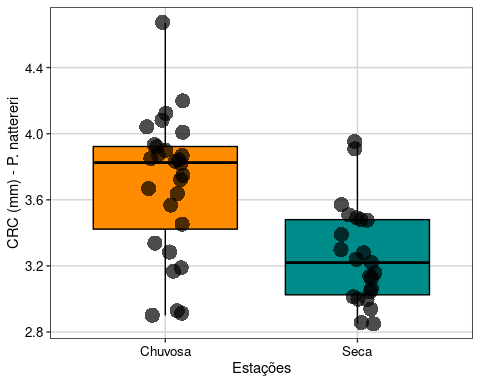 CRC (mm) - P. nattereri
4.4
4.0
3.6
3.2
2.8
Chuvosa Seca
Estações